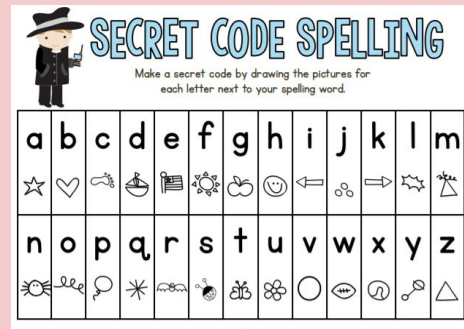 SECRET CODE SPELLING
Make a secret code by drawing the pictures for
each letter next to your spelling word.
a b c d e f g h i j k l m
n o p q r s t u v w x y z